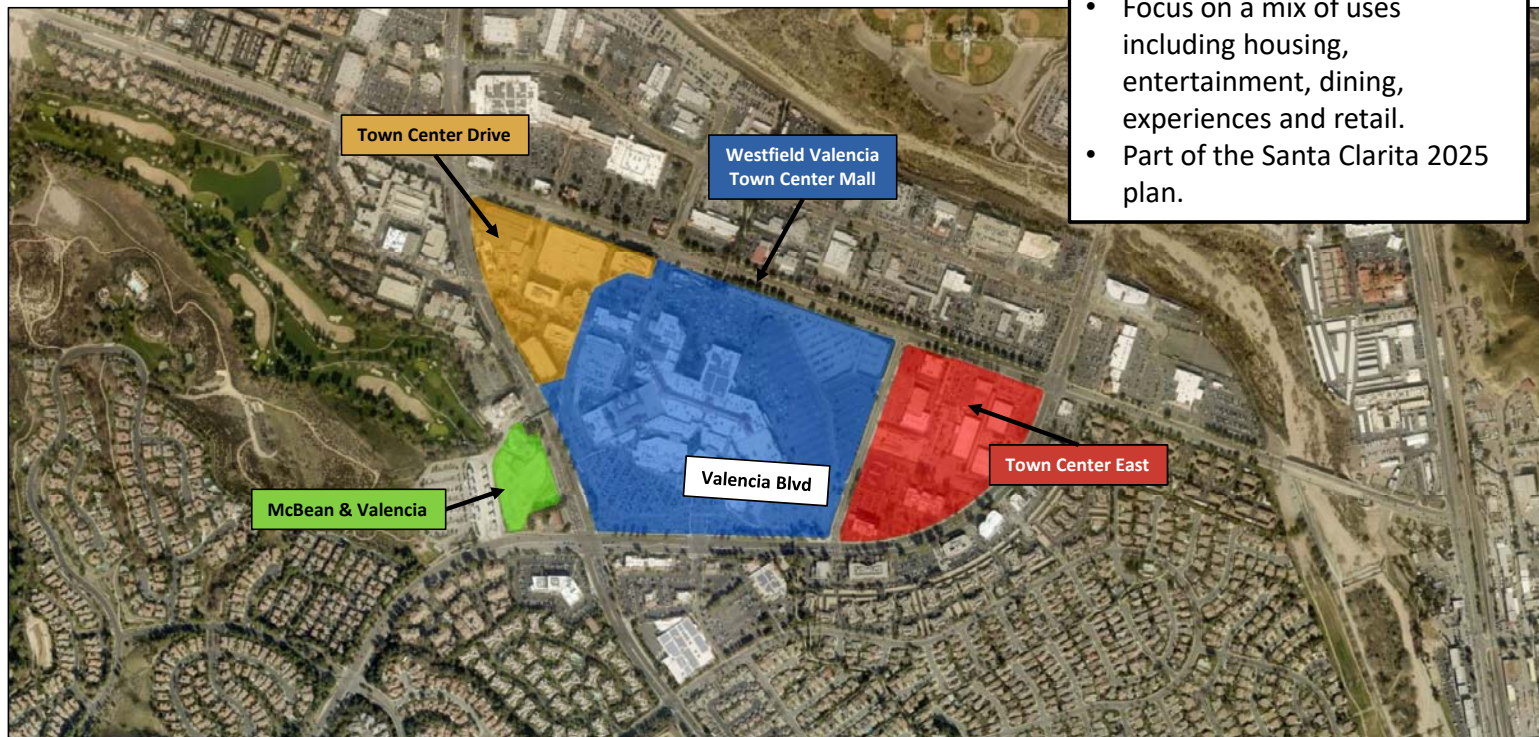 • Focus on a mix of uses
including housing,
entertainment, dining,
experiences and retail.
• Part of the Santa Clarita 2025
plan.
Town Center Drive
Westfield Valencia
Town Center Mall
Valencia Blvd
Town Center East
McBean & Valencia